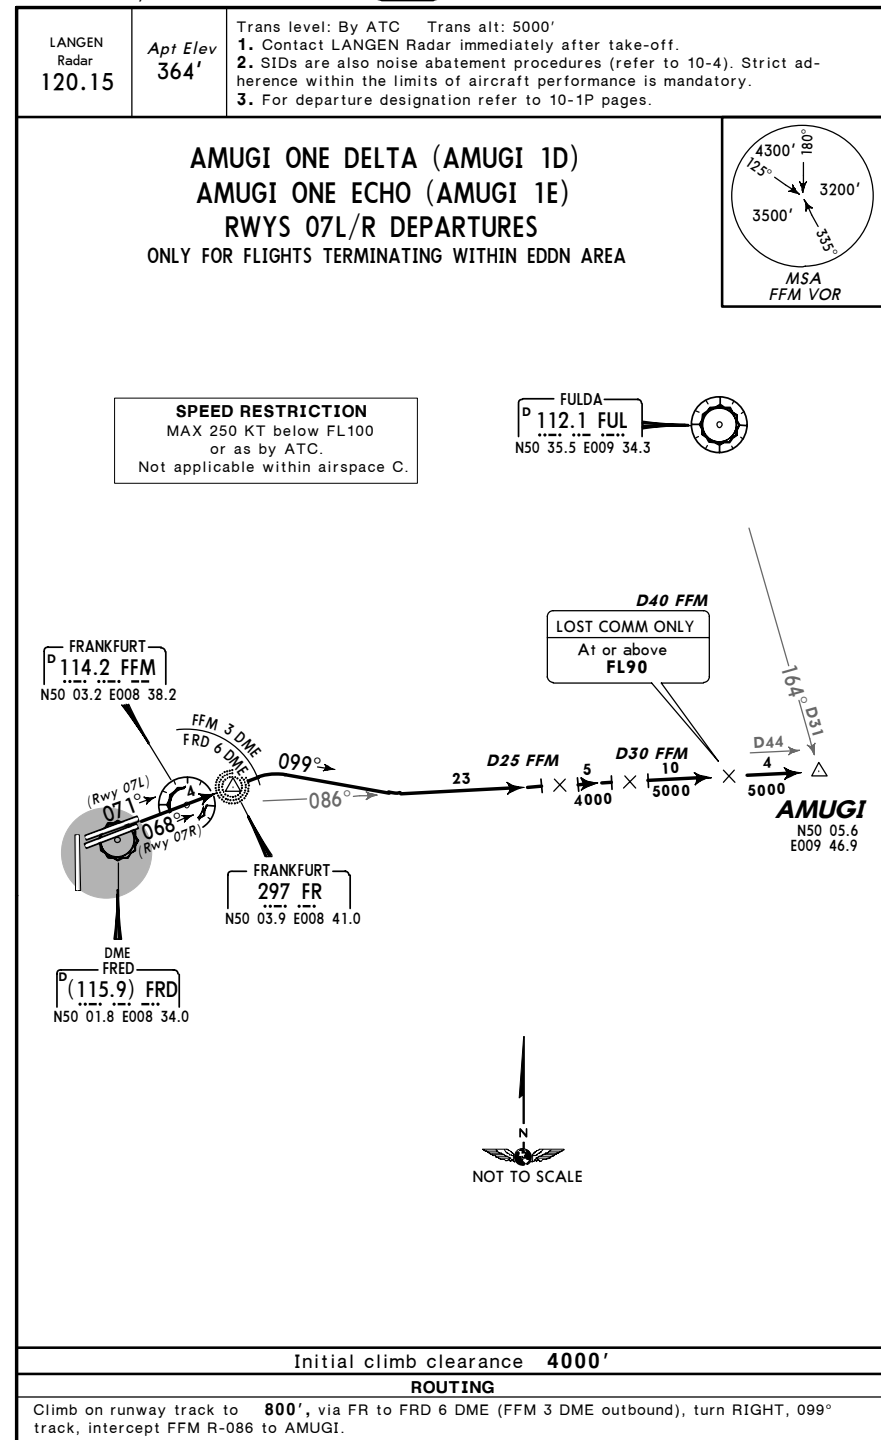 LANGEN
Radar
120.15
Apt Elev
364'
Trans level: By ATC Trans alt: 5000'
1. Contact LANGEN Radar immediately after take-off.
2. SIDs are also noise abatement procedures (refer to 10-4). Strict ad-
herence within the limits of aircraft performance is mandatory.
3. For departure designation refer to 10-1P pages.
AMUGI ONE DELTA (AMUGI 1D)
AMUGI ONE ECHO (AMUGI 1E)
RWYS 07L/R DEPARTURES
ONLY FOR FLIGHTS TERMINATING WITHIN EDDN AREA
4300'
180°
125°
3200'
3500'
335°
MSA
FFM VOR
SPEED RESTRICTION
MAX 250 KT below FL100
or as by ATC.
Not applicable within airspace C.
FULDA
D 112.1 FUL
N50 35.5 E009 34.3
D40 FFM
LOST COMM ONLY
At or above
FL90
FRANKFURT
D 114.2 FFM
N50 03.2 E008 38.2
164°
D31
FFM 3 DME
FRD 6 DME
099°
086°
23
D25 FFM
5
4000
D30 FFM
10
5000
D44
4
5000
AMUGI
N50 05.6
E009 46.9
(Rwy 07L)
071°
4
068°
(Rwy 07R)
FRANKFURT
297 FR
N50 03.9 E008 41.0
DME
FRED
D (115.9) FRD
N50 01.8 E008 34.0
N
NOT TO SCALE
Initial climb clearance 4000'
ROUTING
Climb on runway track to 800', via FR to FRD 6 DME (FFM 3 DME outbound), turn RIGHT, 099°
track, intercept FFM R-086 to AMUGI.